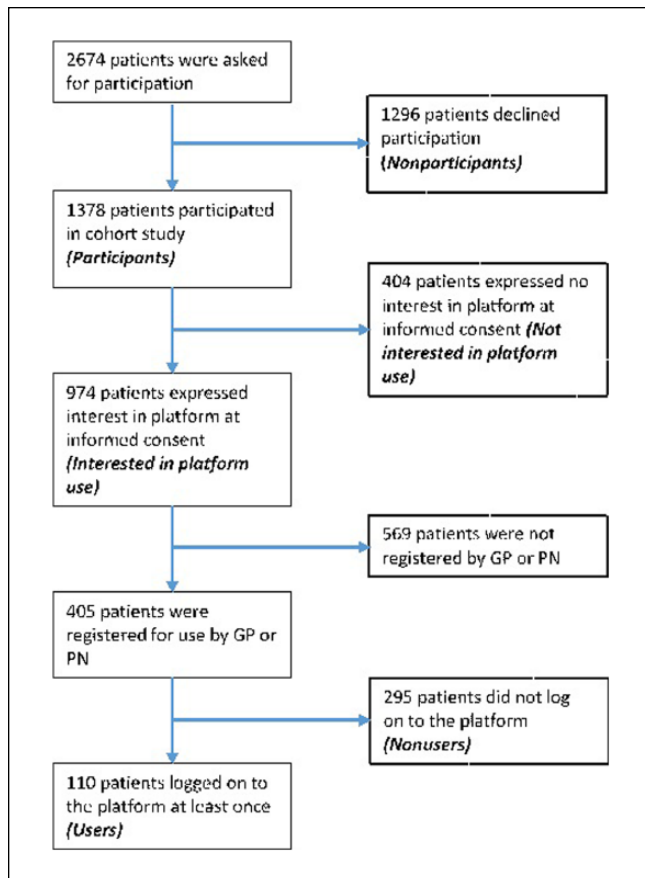 2674 patients were asked
for participation
1296 patients declined
participation
(Nonparticipants)
1378 patients participated
in cohort study
(Participants)
404 patients expressed no
interest in platform at
informed consent (Not
interested in platform
use)
974 patients expressed
interest in platform at
informed consent
(Interested in platform
use)
569 patients were not
registered by GP or PN
405 patients were
registered for use by GP or
PN
295 patients did not log
on to the platform
(Nonusers)
110 patients logged on to
the platform at least once
(Users)